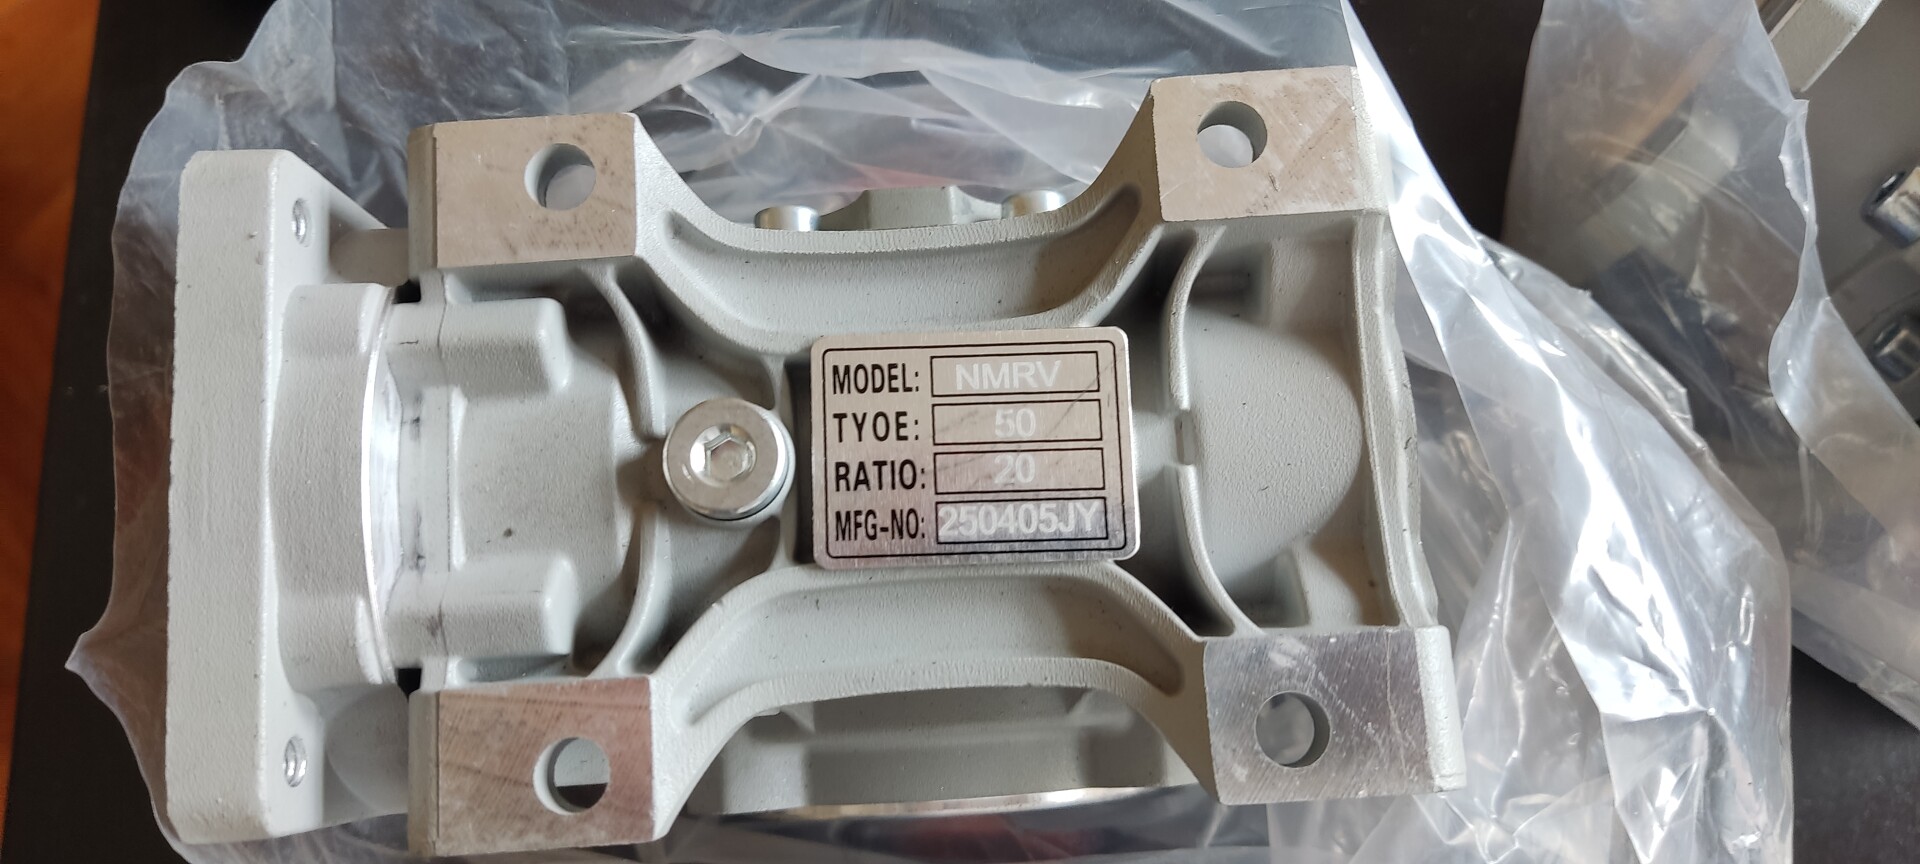 MODEL: NMRV
TYOE: 50
RATIO: 20
MFG-NO: 250405JY